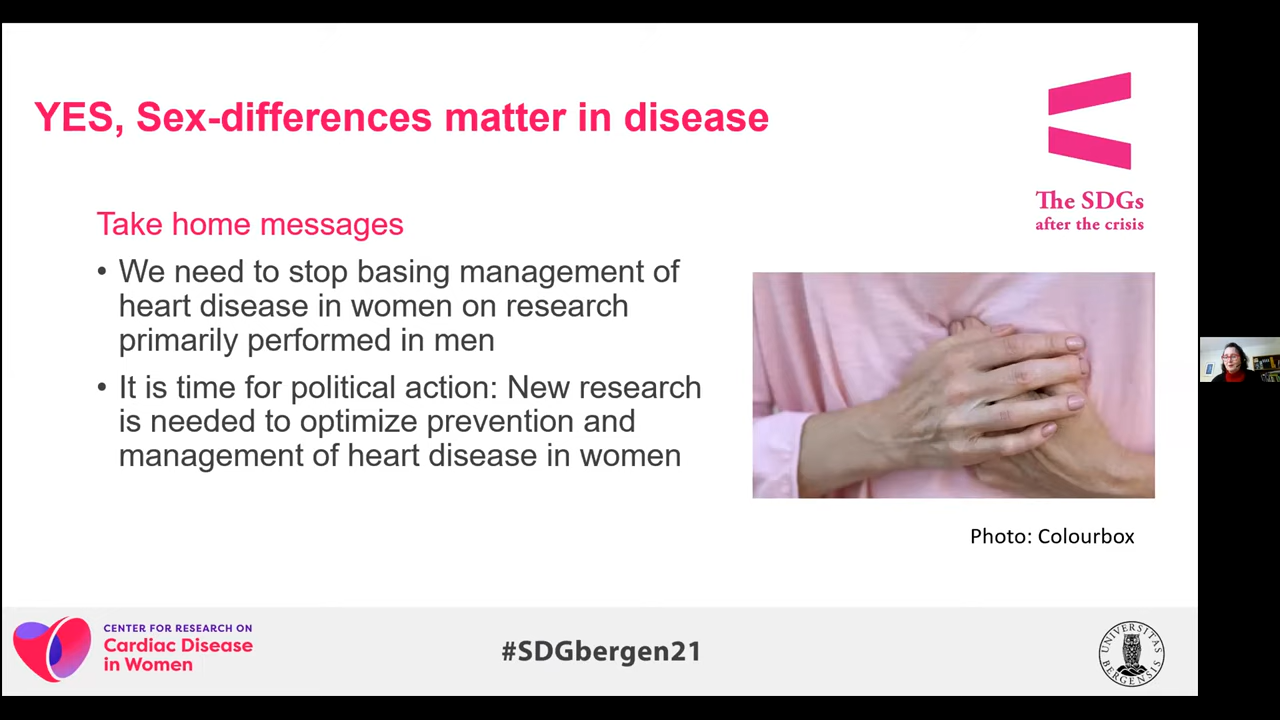 YES, Sex-differences matter in disease
The SDGs
after the crisis
Take home messages
• We need to stop basing management of
heart disease in women on research
primarily performed in men
• It is time for political action: New research
is needed to optimize prevention and
management of heart disease in women
Photo: Colourbox
CENTER FOR RESEARCH ON
Cardiac Disease
in Women
#SDGbergen21
UNIVERSITAS
BERGENSIS